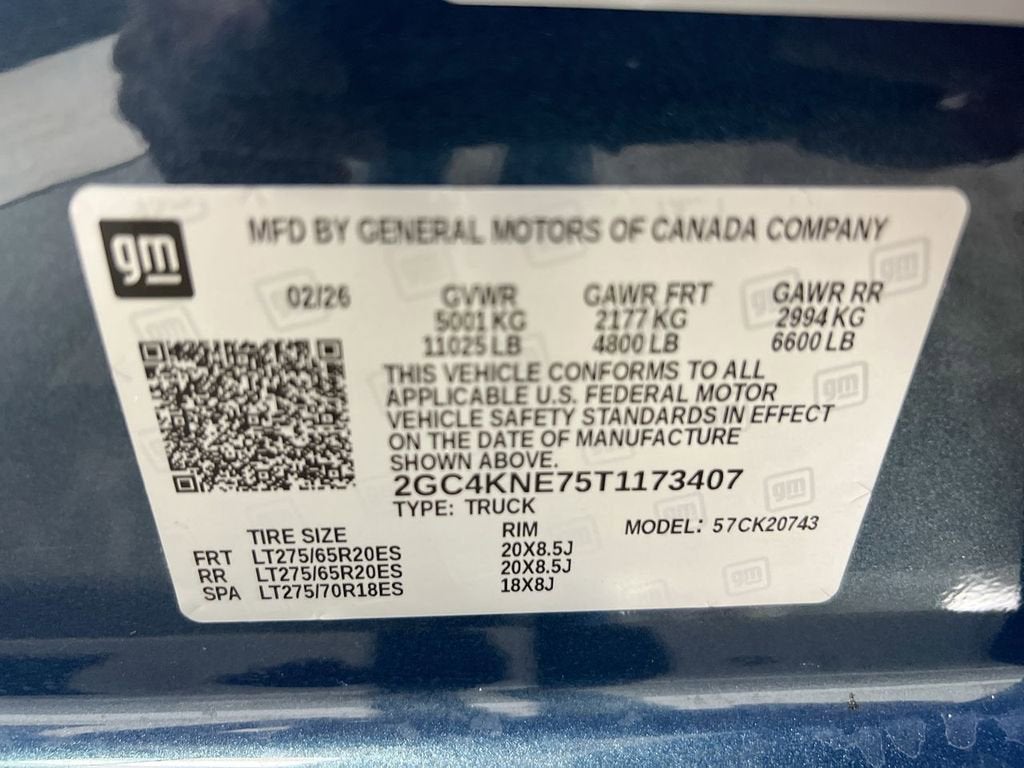 gm
MFD BY GENERAL MOTORS OF CANADA COMPANY
02/26 GVWR GAWR FRT GAWR RR
5001 KG 2177 KG 2994 KG
11025 LB 4800 LB 6600 LB
THIS VEHICLE CONFORMS TO ALL
APPLICABLE U.S. FEDERAL MOTOR
VEHICLE SAFETY STANDARDS IN EFFECT
ON THE DATE OF MANUFACTURE
SHOWN ABOVE.
2GC4KNE75T1173407
TYPE: TRUCK MODEL: 57CK20743
TIRE SIZE RIM
FRT LT275/65R20ES 20X8.5J
RR LT275/65R20ES 20X8.5J
SPA LT275/70R18ES 18X8J